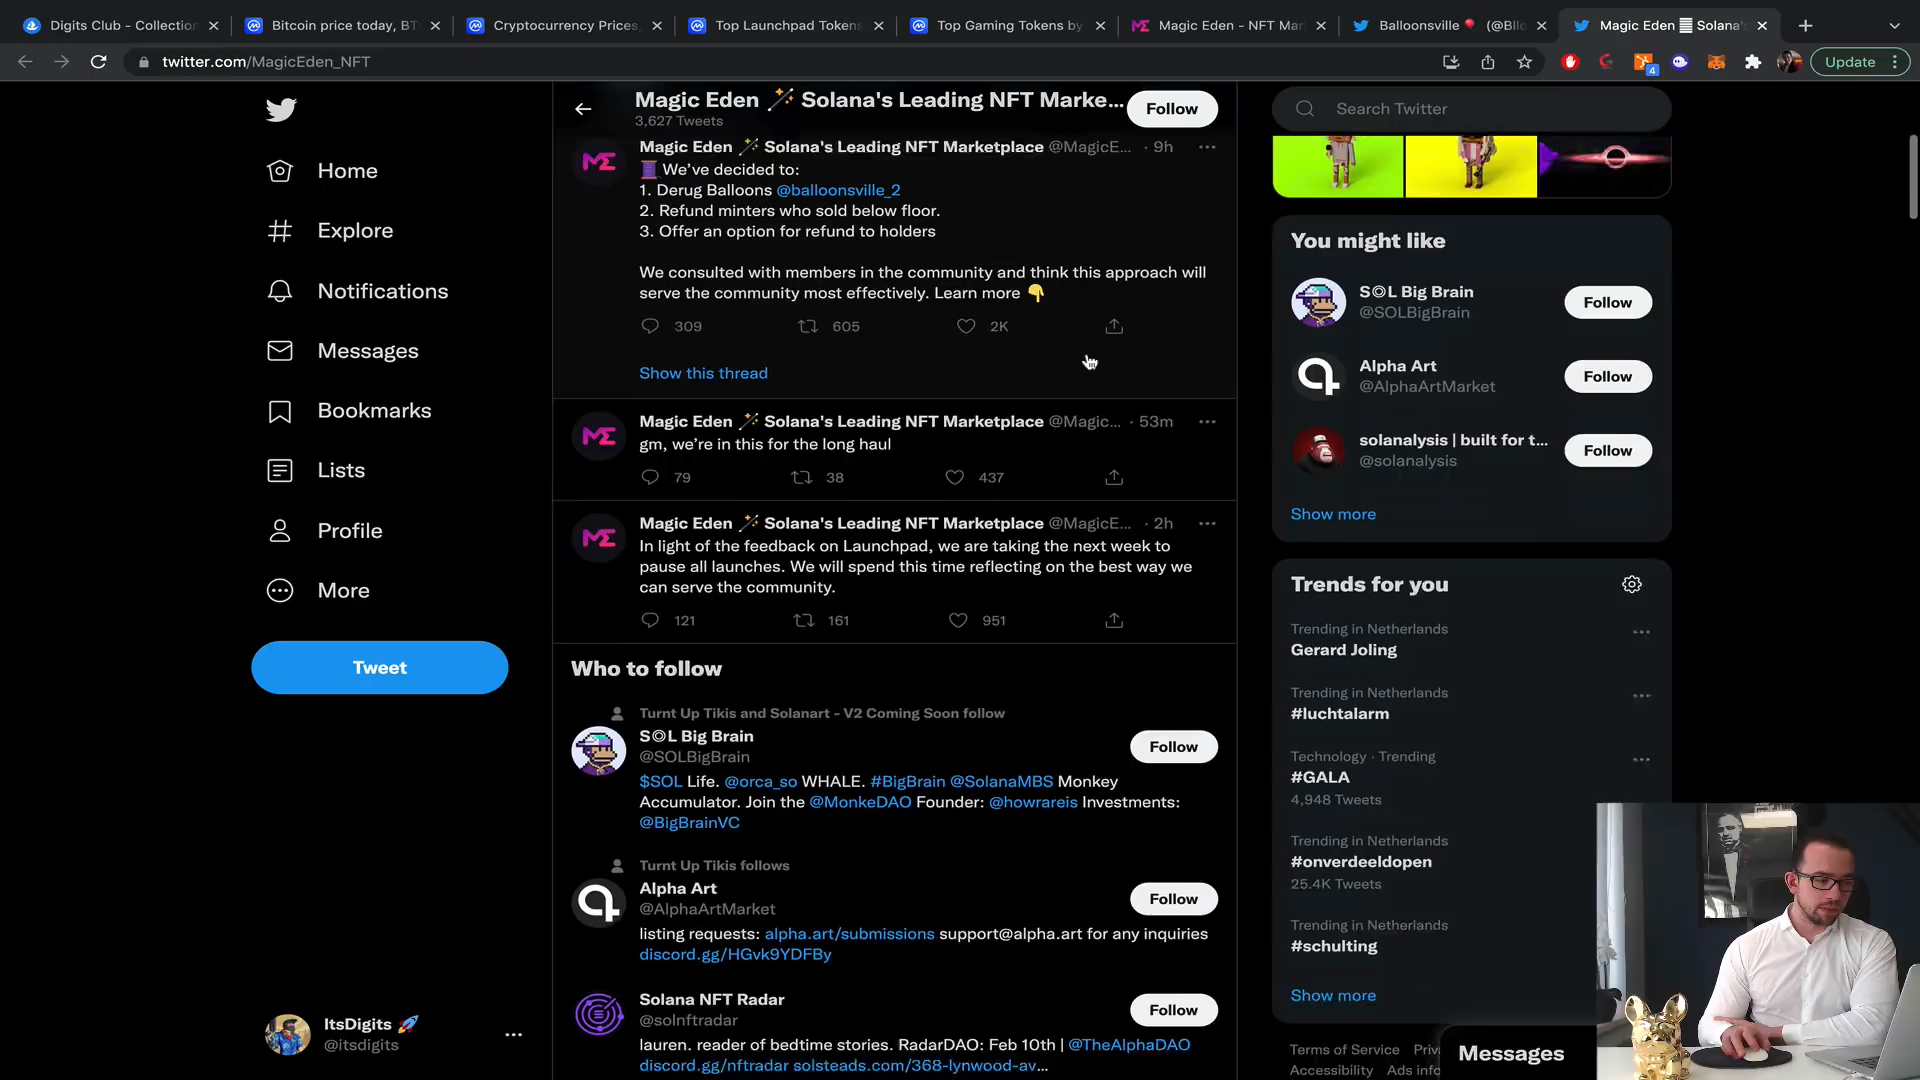 Digits Club - Collection
Bitcoin price today, BT
Cryptocurrency Prices,
Top Launchpad Tokens
Top Gaming Tokens by
Magic Eden - NFT Mar
Balloonsville🎈 (@Bllo
Magic Eden 🧾 Solana's
twitter.com/MagicEden_NFT
4
Update
Home
Explore
Notifications
Messages
Bookmarks
Lists
Profile
More
Tweet
ItsDigits 🚀
@itsdigits
Magic Eden 🪄 Solana's Leading NFT Marke...
3,627 Tweets
Follow
Magic Eden 🪄 Solana's Leading NFT Marketplace @MagicE... · 9h
🧵We've decided to:
1. Derug Balloons @balloonsville_2
2. Refund minters who sold below floor.
3. Offer an option for refund to holders
We consulted with members in the community and think this approach will
serve the community most effectively. Learn more 👇
309 605 2K
Show this thread
Magic Eden 🪄 Solana's Leading NFT Marketplace @Magic... · 53m
gm, we're in this for the long haul
79 38 437
Magic Eden 🪄 Solana's Leading NFT Marketplace @MagicE... · 2h
In light of the feedback on Launchpad, we are taking the next week to
pause all launches. We will spend this time reflecting on the best way we
can serve the community.
121 161 951
Who to follow
Turnt Up Tikis and Solanart - V2 Coming Soon follow
S◎L Big Brain
@SOLBigBrain
Follow
$SOL Life. @orca_so WHALE. #BigBrain @SolanaMBS Monkey
Accumulator. Join the @MonkeDAO Founder: @howrareis Investments:
@BigBrainVC
Turnt Up Tikis follows
Alpha Art
@AlphaArtMarket
Follow
listing requests: alpha.art/submissions support@alpha.art for any inquiries
discord.gg/HGvk9YDFBy
Solana NFT Radar
@solnftradar
Follow
lauren. reader of bedtime stories. RadarDAO: Feb 10th | @TheAlphaDAO
discord.gg/nftradar solsteads.com/368-lynwood-av...
Search Twitter
You might like
S◎L Big Brain
@SOLBigBrain
Follow
Alpha Art
@AlphaArtMarket
Follow
solanalysis | built for t...
@solanalysis
Follow
Show more
Trends for you
Trending in Netherlands
Gerard Joling
Trending in Netherlands
#luchtalarm
Technology · Trending
#GALA
4,948 Tweets
Trending in Netherlands
#onverdeeldopen
25.4K Tweets
Trending in Netherlands
#schulting
Show more
Terms of Service Priv
Accessibility Ads info
Messages